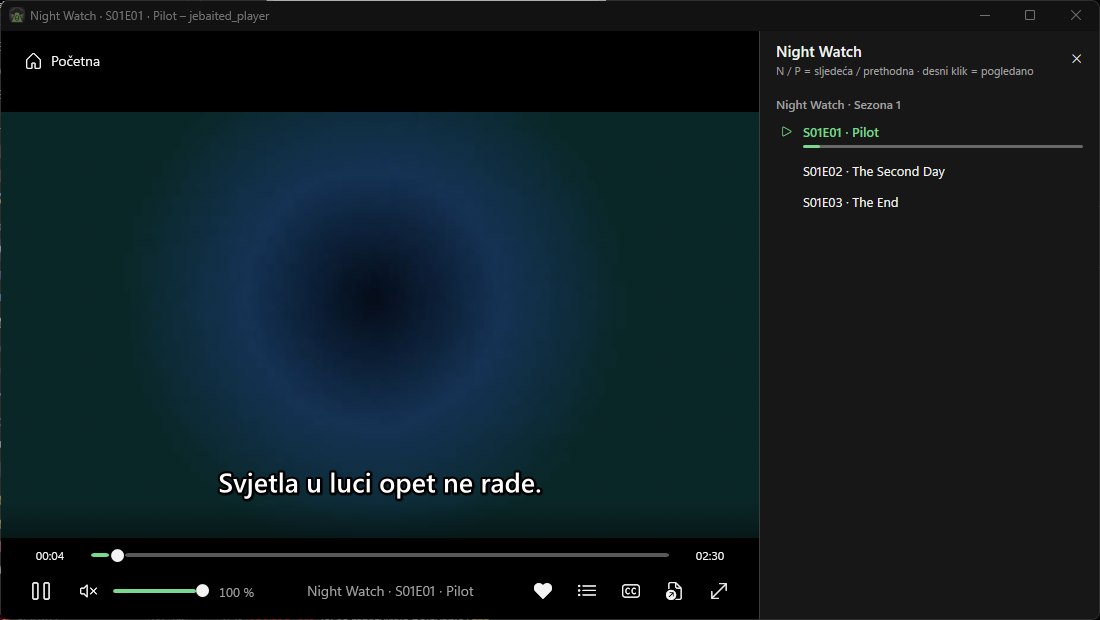 Night Watch · S01E01 · Pilot – jebaited_player
Početna
Night Watch
N / P = sljedeća / prethodna · desni klik = pogledano
Night Watch · Sezona 1
S01E01 · Pilot
S01E02 · The Second Day
S01E03 · The End
Svjetla u luci opet ne rade.
00:04
02:30
100 %
Night Watch · S01E01 · Pilot
CC